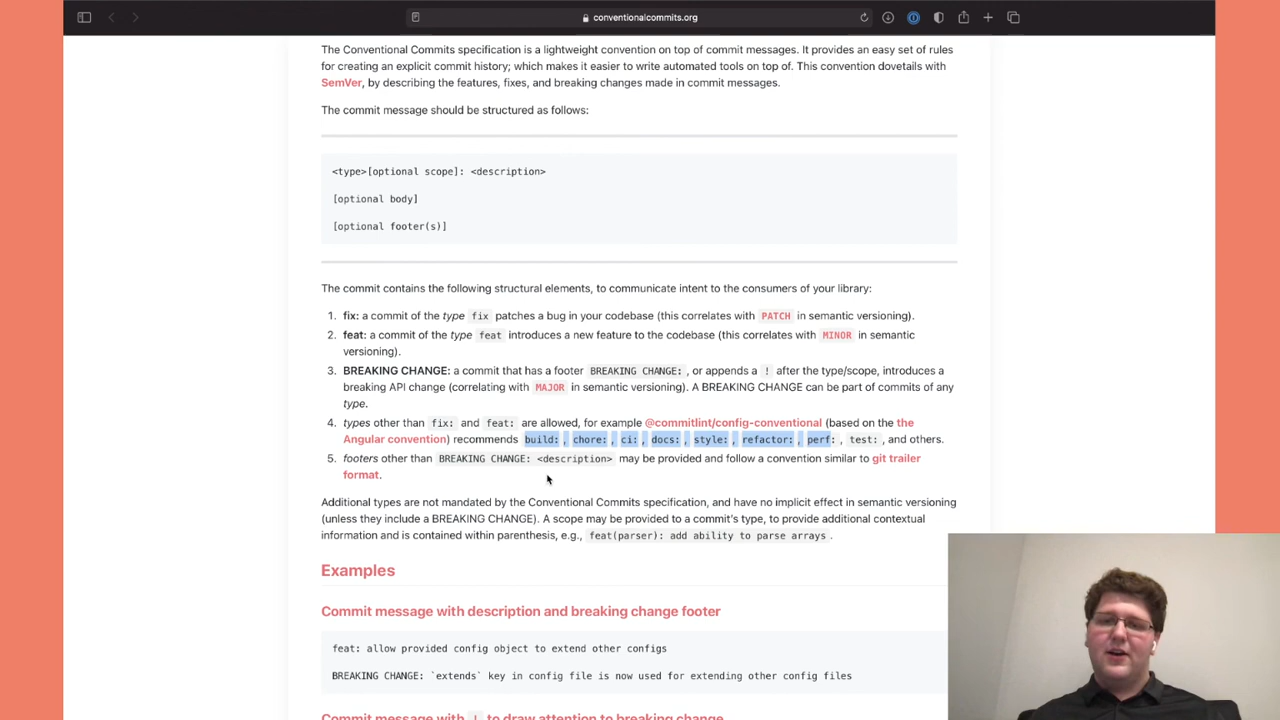 conventionalcommits.org
The Conventional Commits specification is a lightweight convention on top of commit messages. It provides an easy set of rules
for creating an explicit commit history; which makes it easier to write automated tools on top of. This convention dovetails with
SemVer, by describing the features, fixes, and breaking changes made in commit messages.
The commit message should be structured as follows:
<type>[optional scope]: <description>
[optional body]
[optional footer(s)]
The commit contains the following structural elements, to communicate intent to the consumers of your library:
1. fix: a commit of the type fix patches a bug in your codebase (this correlates with PATCH in semantic versioning).
2. feat: a commit of the type feat introduces a new feature to the codebase (this correlates with MINOR in semantic
versioning).
3. BREAKING CHANGE: a commit that has a footer BREAKING CHANGE: , or appends a ! after the type/scope, introduces a
breaking API change (correlating with MAJOR in semantic versioning). A BREAKING CHANGE can be part of commits of any
type.
4. types other than fix: and feat: are allowed, for example @commitlint/config-conventional (based on the the
Angular convention) recommends build: , chore: , ci: , docs: , style: , refactor: , perf: , test: , and others.
5. footers other than BREAKING CHANGE: <description> may be provided and follow a convention similar to git trailer
format.
Additional types are not mandated by the Conventional Commits specification, and have no implicit effect in semantic versioning
(unless they include a BREAKING CHANGE). A scope may be provided to a commit's type, to provide additional contextual
information and is contained within parenthesis, e.g., feat(parser): add ability to parse arrays .
Examples
Commit message with description and breaking change footer
feat: allow provided config object to extend other configs
BREAKING CHANGE: `extends` key in config file is now used for extending other config files
Commit message with ! to draw attention to breaking change